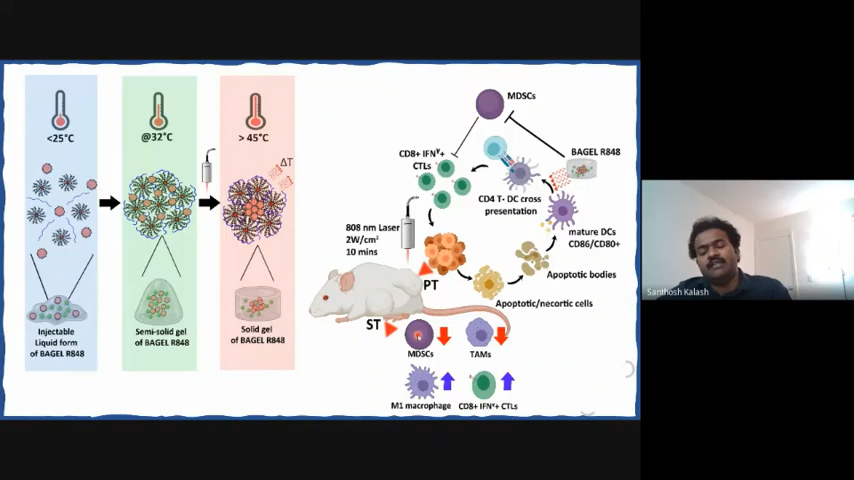 <25°C
@32°C
> 45°C
ΔT
Injectable
Liquid form
of BAGEL R848
Semi-solid gel
of BAGEL R848
Solid gel
of BAGEL R848
MDSCs
BAGEL R848
CD8+ IFNᵞ+
CTLs
CD4 T- DC cross
presentation
mature DCs
CD86/CD80+
808 nm Laser
2W/cm²
10 mins
PT
Apoptotic bodies
Apoptotic/necortic cells
ST
MDSCs
TAMs
M1 macrophage
CD8+ IFNᵞ+ CTLs
Santhosh Kalash